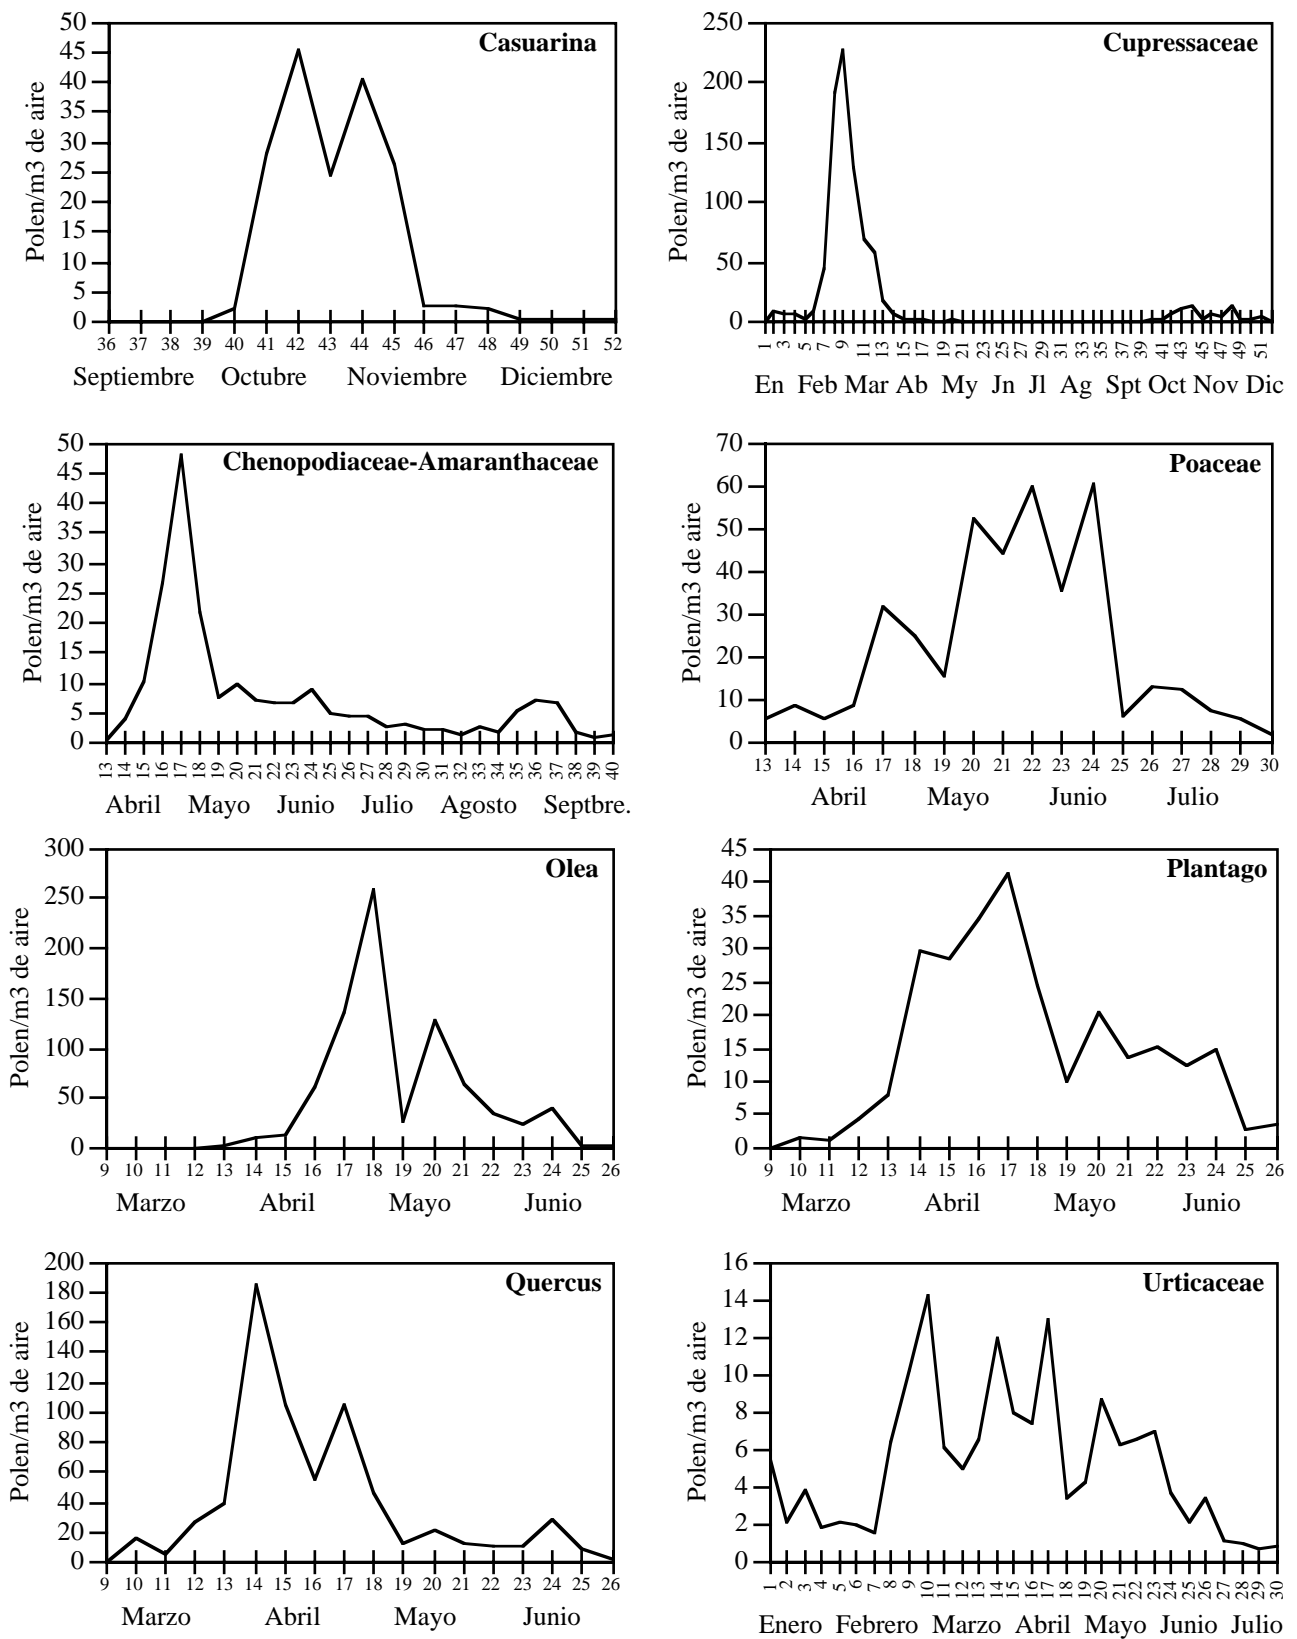 Casuarina
Polen/m3 de aire
50
45
40
35
30
25
20
15
10
5
0
36 37 38 39 40 41 42 43 44 45 46 47 48 49 50 51 52
Septiembre Octubre Noviembre Diciembre
Cupressaceae
Polen/m3 de aire
250
200
150
100
50
0
1 3 5 7 9 11 13 15 17 19 21 23 25 27 29 31 33 35 37 39 41 43 45 47 49 51
En Feb Mar Ab My Jn Jl Ag Spt Oct Nov Dic
Chenopodiaceae-Amaranthaceae
Polen/m3 de aire
50
45
40
35
30
25
20
15
10
5
0
13 14 15 16 17 18 19 20 21 22 23 24 25 26 27 28 29 30 31 32 33 34 35 36 37 38 39 40
Abril Mayo Junio Julio Agosto Septbre.
Poaceae
Polen/m3 de aire
70
60
50
40
30
20
10
0
13 14 15 16 17 18 19 20 21 22 23 24 25 26 27 28 29 30
Abril Mayo Junio Julio
Olea
Polen/m3 de aire
300
250
200
150
100
50
0
9 10 11 12 13 14 15 16 17 18 19 20 21 22 23 24 25 26
Marzo Abril Mayo Junio
Plantago
Polen/m3 de aire
45
40
35
30
25
20
15
10
5
0
9 10 11 12 13 14 15 16 17 18 19 20 21 22 23 24 25 26
Marzo Abril Mayo Junio
Quercus
Polen/m3 de aire
200
180
160
140
120
100
80
60
40
20
0
9 10 11 12 13 14 15 16 17 18 19 20 21 22 23 24 25 26
Marzo Abril Mayo Junio
Urticaceae
Polen/m3 de aire
16
14
12
10
8
6
4
2
0
1 2 3 4 5 6 7 8 9 10 11 12 13 14 15 16 17 18 19 20 21 22 23 24 25 26 27 28 29 30
Enero Febrero Marzo Abril Mayo Junio Julio